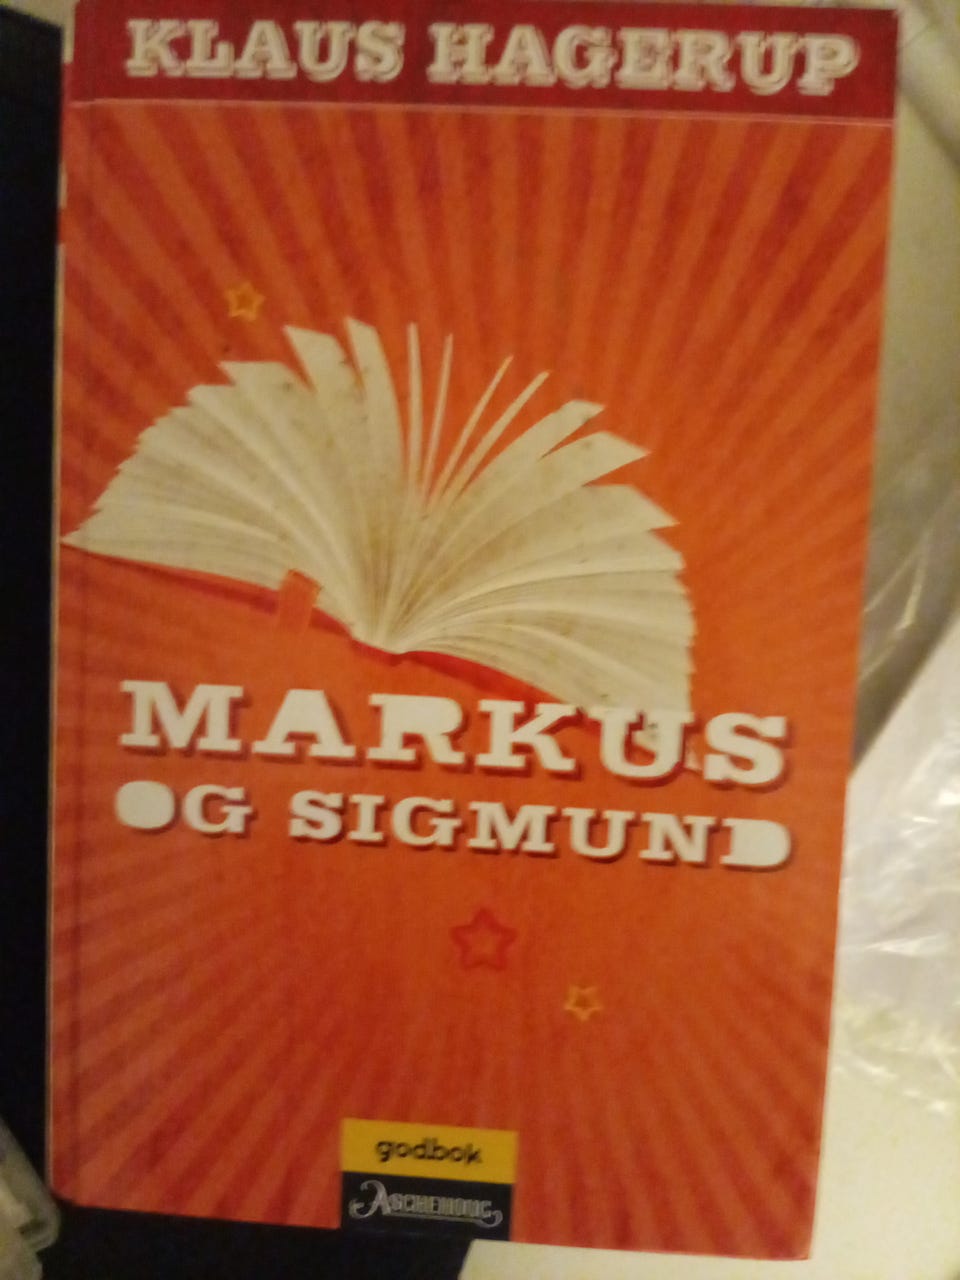 KLAUS HAGERUP
MARKUS
OG SIGMUND
godbok
ASCHEHOUG